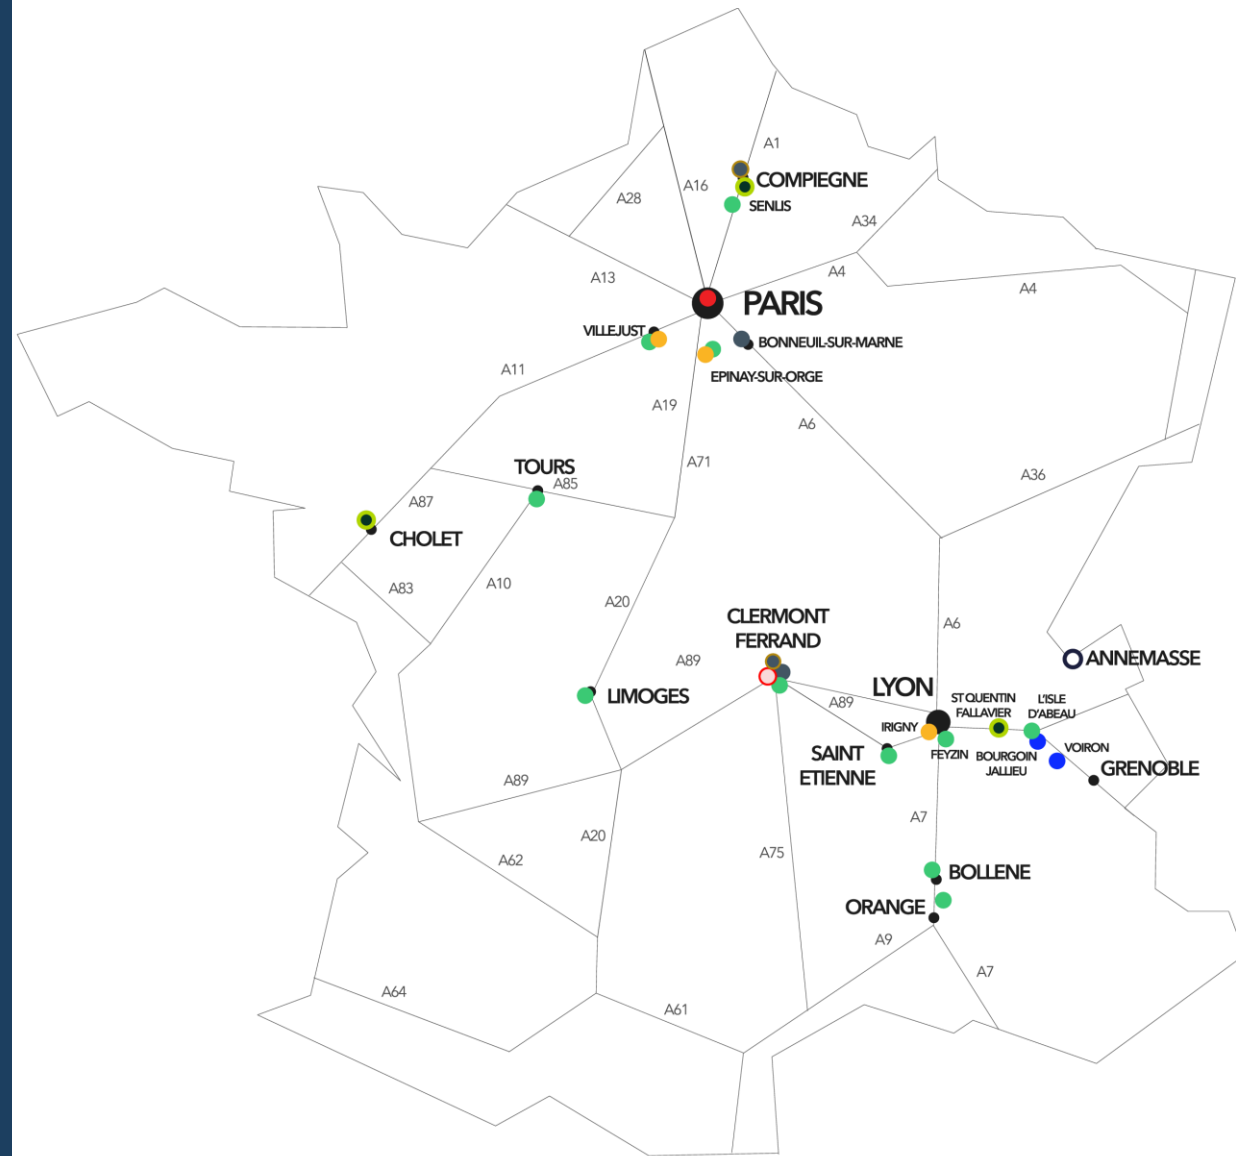 A1
COMPIEGNE
A16
A28
SENLIS
A34
A13
A4
A4
PARIS
VILLEJUST
BONNEUIL-SUR-MARNE
A11
EPINAY-SUR-ORGE
A19
A6
A71
TOURS
A85
A36
A87
CHOLET
A83
A10
A20
CLERMONT
FERRAND
A6
A89
ANNEMASSE
LYON
LIMOGES
A89
ST QUENTIN
FALLAVIER
L'ISLE
D'ABEAU
IRIGNY
FEYZIN
BOURGOIN
JALLIEU
VOIRON
SAINT
ETIENNE
GRENOBLE
A89
A7
A20
A62
A75
BOLLENE
ORANGE
A9
A7
A64
A61